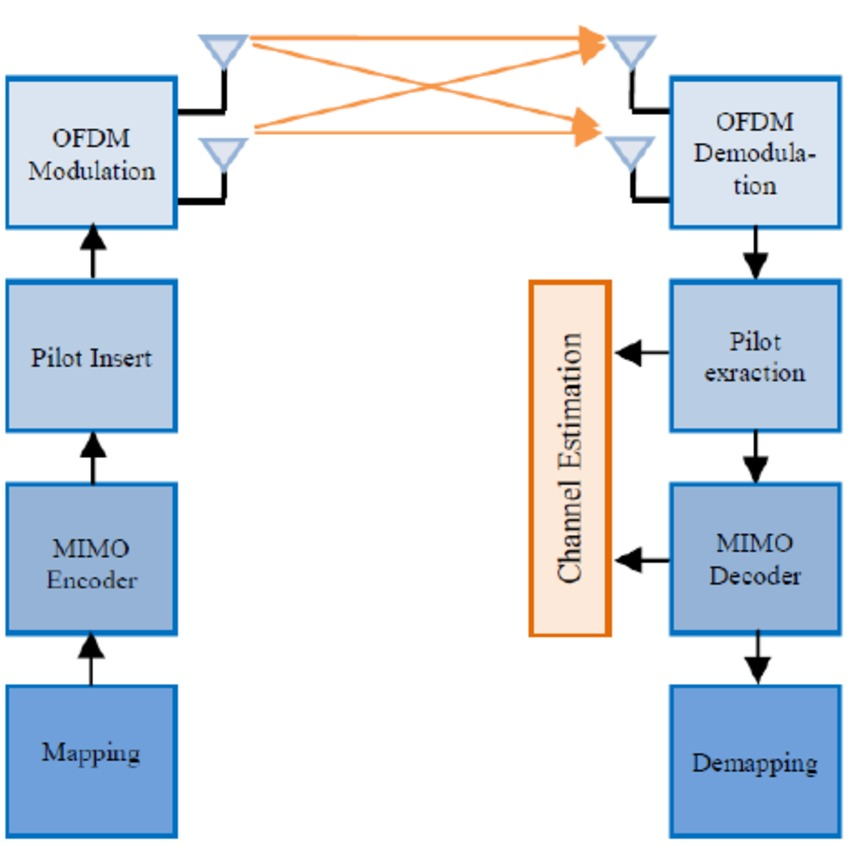 OFDM
Modulation
Pilot Insert
MIMO
Encoder
Mapping
OFDM
Demodula-
tion
Pilot
exraction
MIMO
Decoder
Demapping
Channel Estimation